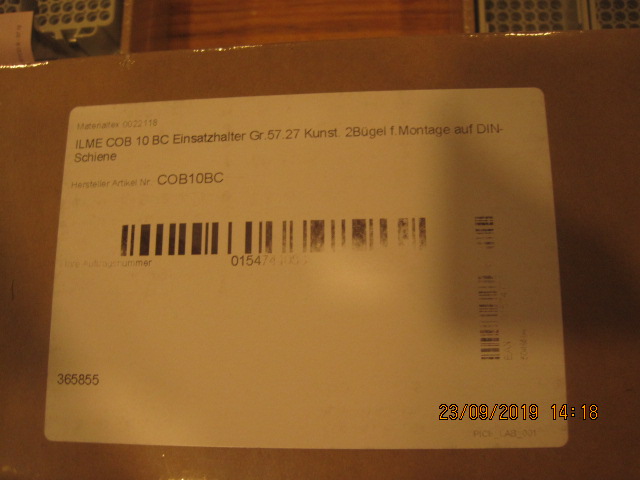 Materialtex 0022118
ILME COB 10 BC Einsatzhalter Gr.57.27 Kunst. 2Bügel f.Montage auf DIN-
Schiene
Hersteller Artikel Nr. COB10BC
0154
365855
23/09/2019 14:18